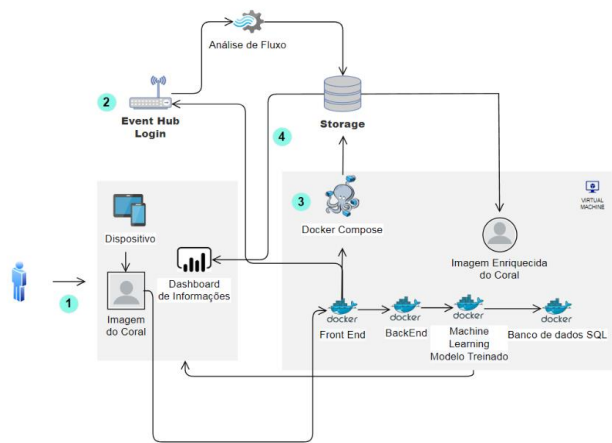 Análise de Fluxo
2
Event Hub
Login
Storage
4
3
Docker Compose
VIRTUAL
MACHINE
Dispositivo
Dashboard
de Informações
Imagem Enriquecida
do Coral
1
Imagem
do Coral
docker
Front End
docker
BackEnd
docker
Machine
Learning
Modelo Treinado
docker
Banco de dados SQL